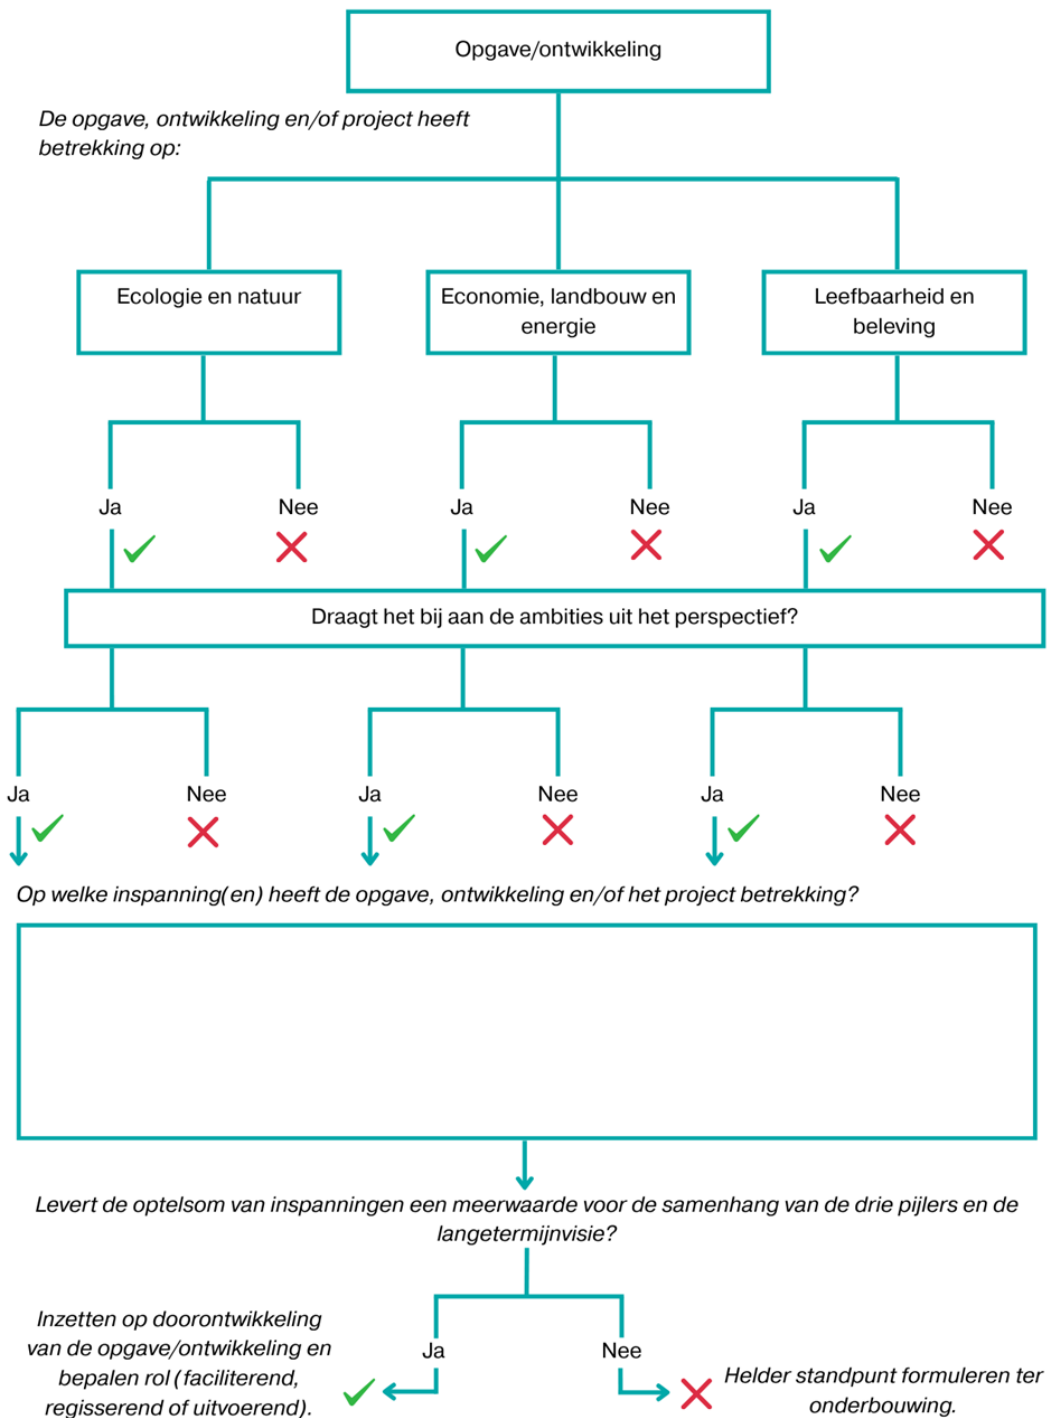 Opgave/ontwikkeling
De opgave, ontwikkeling en/of project heeft
betrekking op:
Ecologie en natuur
Economie, landbouw en
energie
Leefbaarheid en
beleving
Ja
Nee
Ja
Nee
Ja
Nee
Draagt het bij aan de ambities uit het perspectief?
Ja
Nee
Ja
Nee
Ja
Nee
Op welke inspanning(en) heeft de opgave, ontwikkeling en/of het project betrekking?
Levert de optelsom van inspanningen een meerwaarde voor de samenhang van de drie pijlers en de
langetermijnvisie?
Ja
Nee
Inzetten op doorontwikkeling
van de opgave/ontwikkeling en
bepalen rol (faciliterend,
regisserend of uitvoerend).
Helder standpunt formuleren ter
onderbouwing.